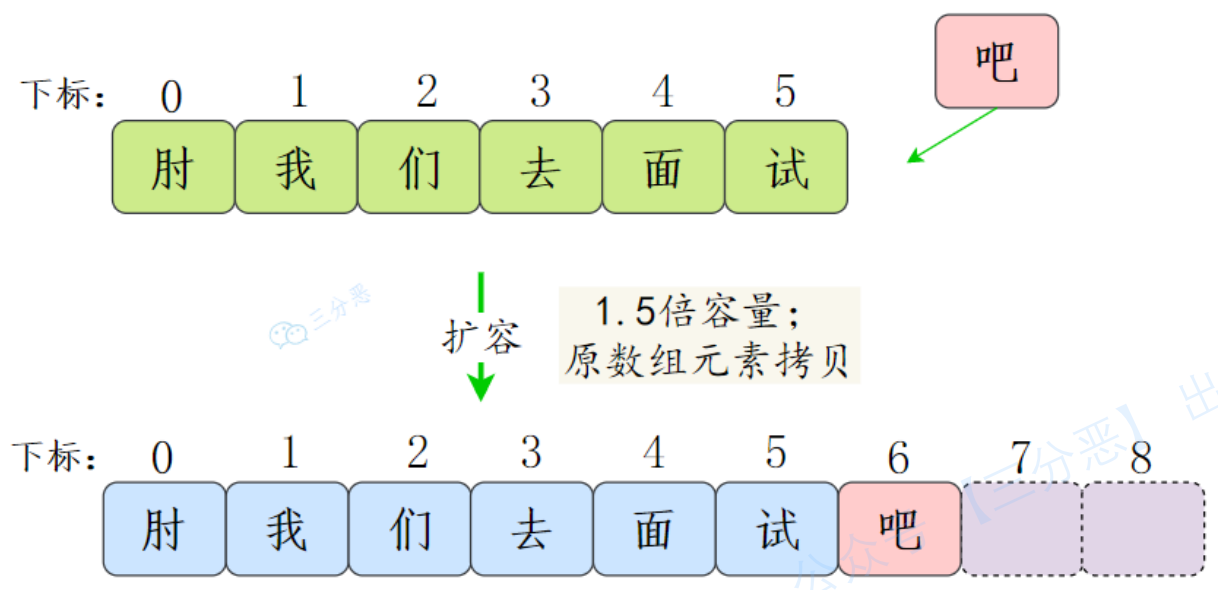 吧
下标: 0 1 2 3 4 5
肘 我 们 去 面 试
三分恶
扩容
1.5倍容量;
原数组元素拷贝
下标: 0 1 2 3 4 5 6 7 8
肘 我 们 去 面 试 吧
公众号【三分恶】出